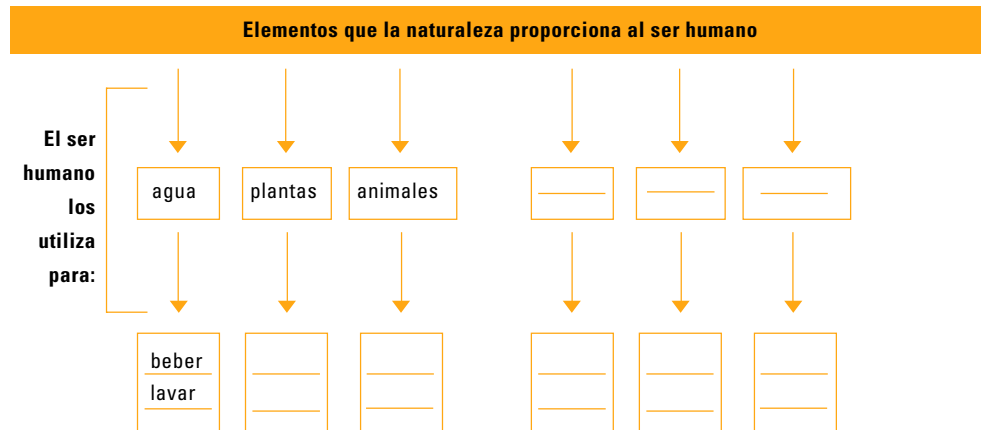 Elementos que la naturaleza proporciona al ser humano
El ser
humano
los
utiliza
para:
agua
plantas
animales
beber
lavar